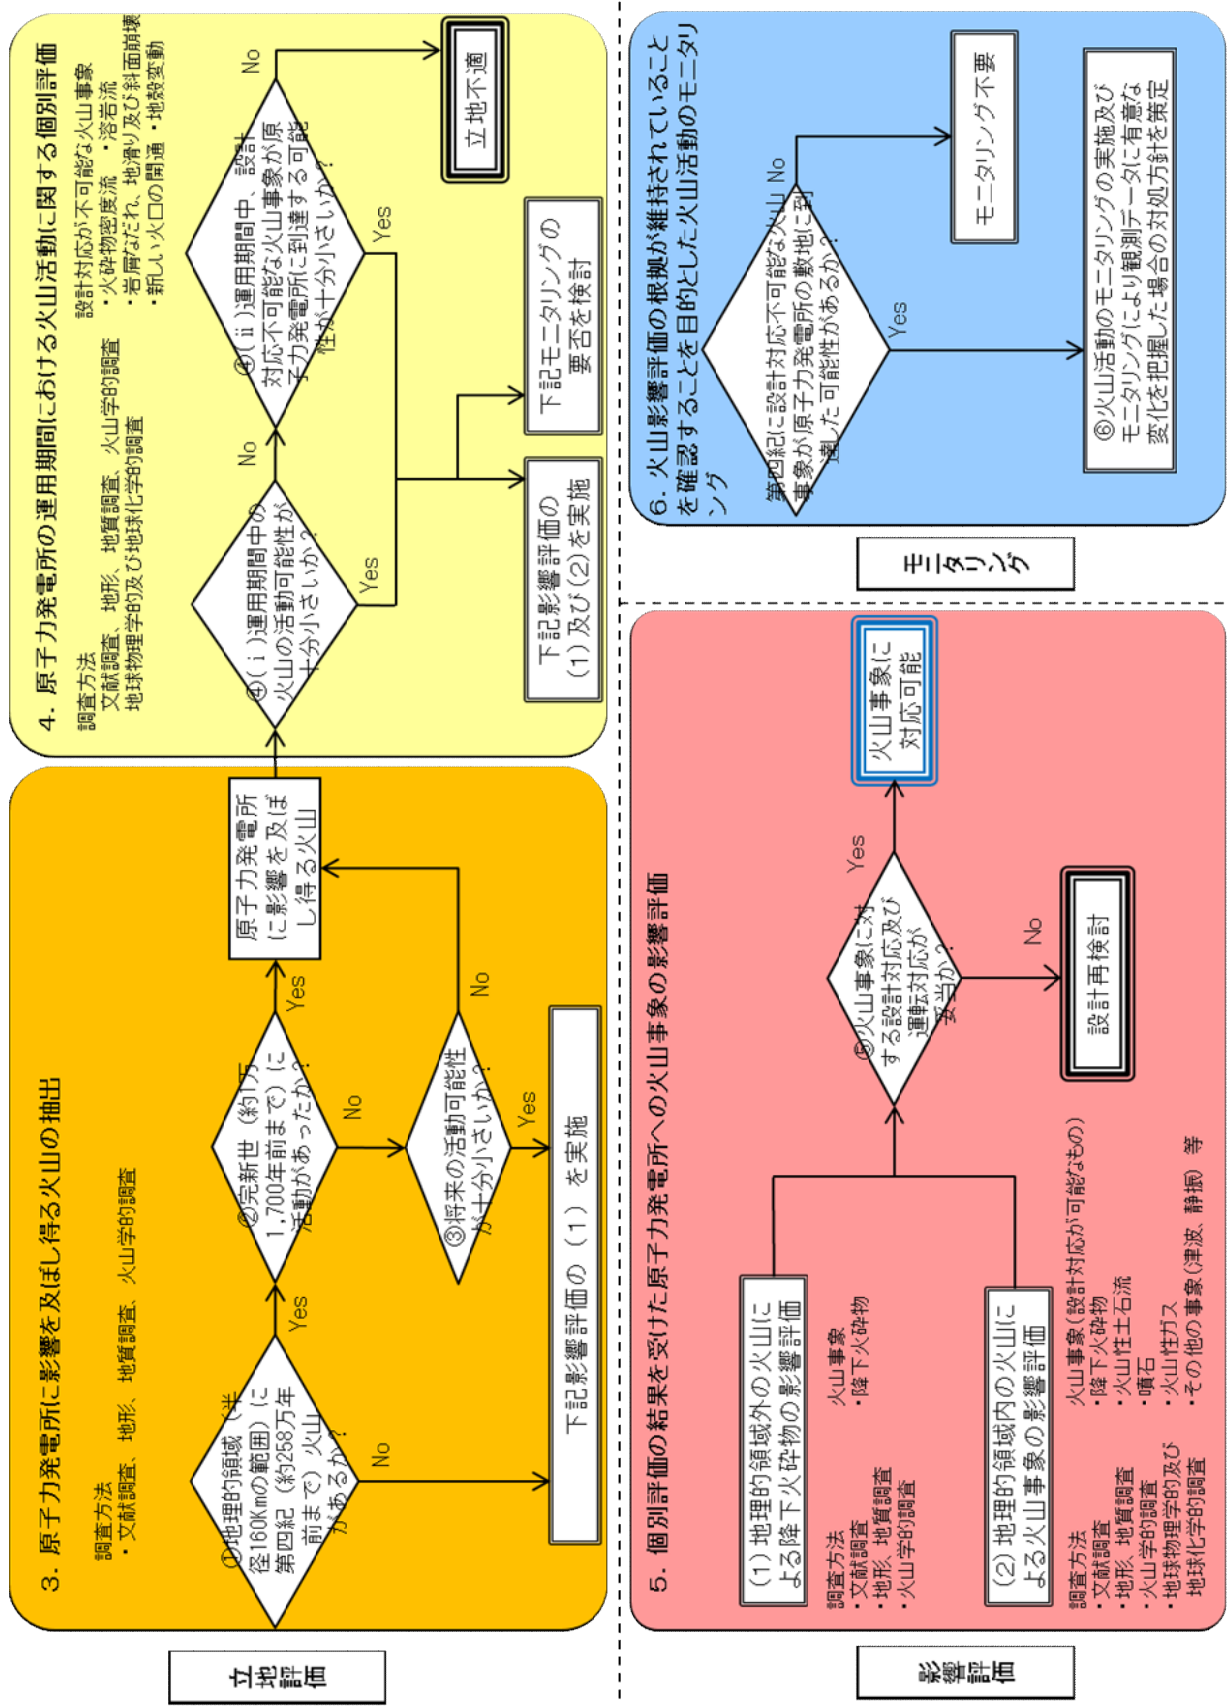 立地評価
3. 原子力発電所に影響を及ぼし得る火山の抽出
調査方法
・文献調査、地形、地質調査、火山学的調査
①地理的領域（半
径160Kmの範囲）に
第四紀（約258万年
前まで）火山
があるか？
Yes
No
②完新世（約1万
1,700年前まで）に
活動があったか？
Yes
No
③将来の活動可能性
が十分小さいか？
No
Yes
原子力発電所
に影響を及ぼ
し得る火山
下記影響評価の（1）を実施
4. 原子力発電所の運用期間における火山活動に関する個別評価
調査方法
文献調査、地形、地質調査、火山学的調査
地球物理学的及び地球化学的調査
設計対応が不可能な火山事象
・火砕物密度流 ・溶岩流
・岩屑なだれ、地滑り及び斜面崩壊
・新しい火口の開通・地殻変動
④(ⅰ)運用期間中の
火山の活動可能性が
十分小さいか？
No
Yes
④(ⅱ)運用期間中、設計
対応不可能な火山事象が原
子力発電所に到達する可能
性が十分小さいか？
No
Yes
立地不適
下記影響評価の
(1)及び(2)を実施
下記モニタリングの
要否を検討
影響評価
5. 個別評価の結果を受けた原子力発電所への火山事象の影響評価
(1)地理的領域外の火山に
よる降下火砕物の影響評価
調査方法
・文献調査
・地形、地質調査
・火山学的調査
火山事象
・降下火砕物
(2)地理的領域内の火山に
よる火山事象の影響評価
調査方法
・文献調査
・地形、地質調査
・火山学的調査
・地球物理学的及び
地球化学的調査
火山事象(設計対応が可能なもの)
・降下火砕物
・火山性土石流
・噴石
・火山性ガス
・その他の事象(津波、静振) 等
⑤火山事象に対
する設計対応及び
運転対応が
妥当か？
Yes
No
火山事象に
対応可能
設計再検討
モニタリング
6. 火山影響評価の根拠が維持されていること
を確認することを目的とした火山活動のモニタリ
ング
第四紀に設計対応不可能な火山
事象が原子力発電所の敷地に到
達した可能性があるか？
No
Yes
モニタリング不要
⑥火山活動のモニタリングの実施及び
モニタリングにより観測データに有意な
変化を把握した場合の対処方針を策定